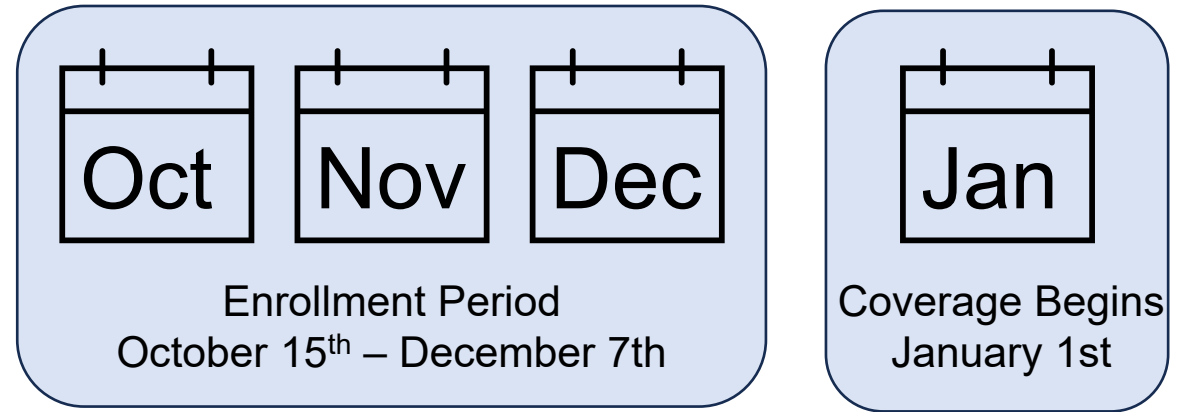 Oct Nov Dec
Enrollment Period
October 15th – December 7th
Jan
Coverage Begins
January 1st